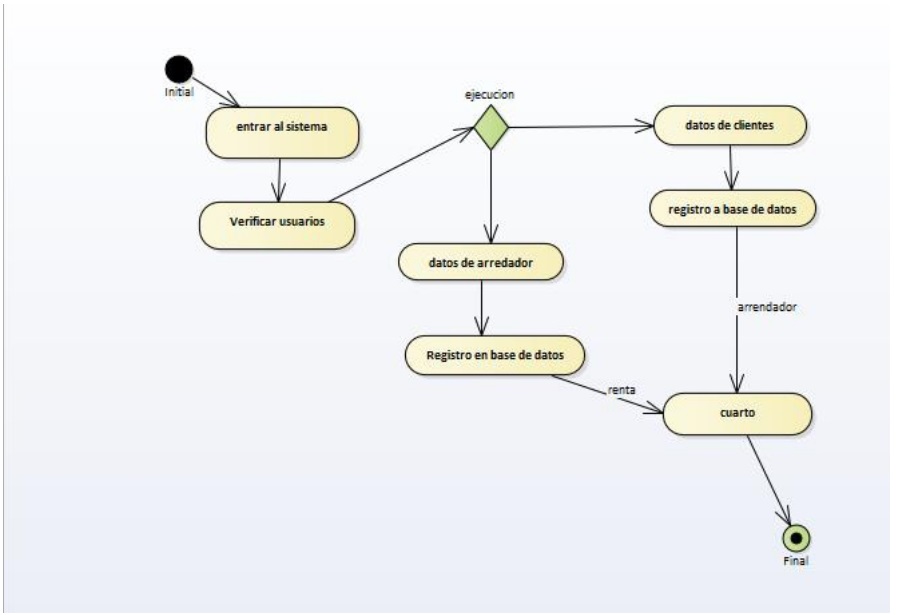 Initial
entrar al sistema
Verificar usuarios
ejecucion
datos de clientes
registro a base de datos
arrendador
datos de arredador
Registro en base de datos
renta
cuarto
Final